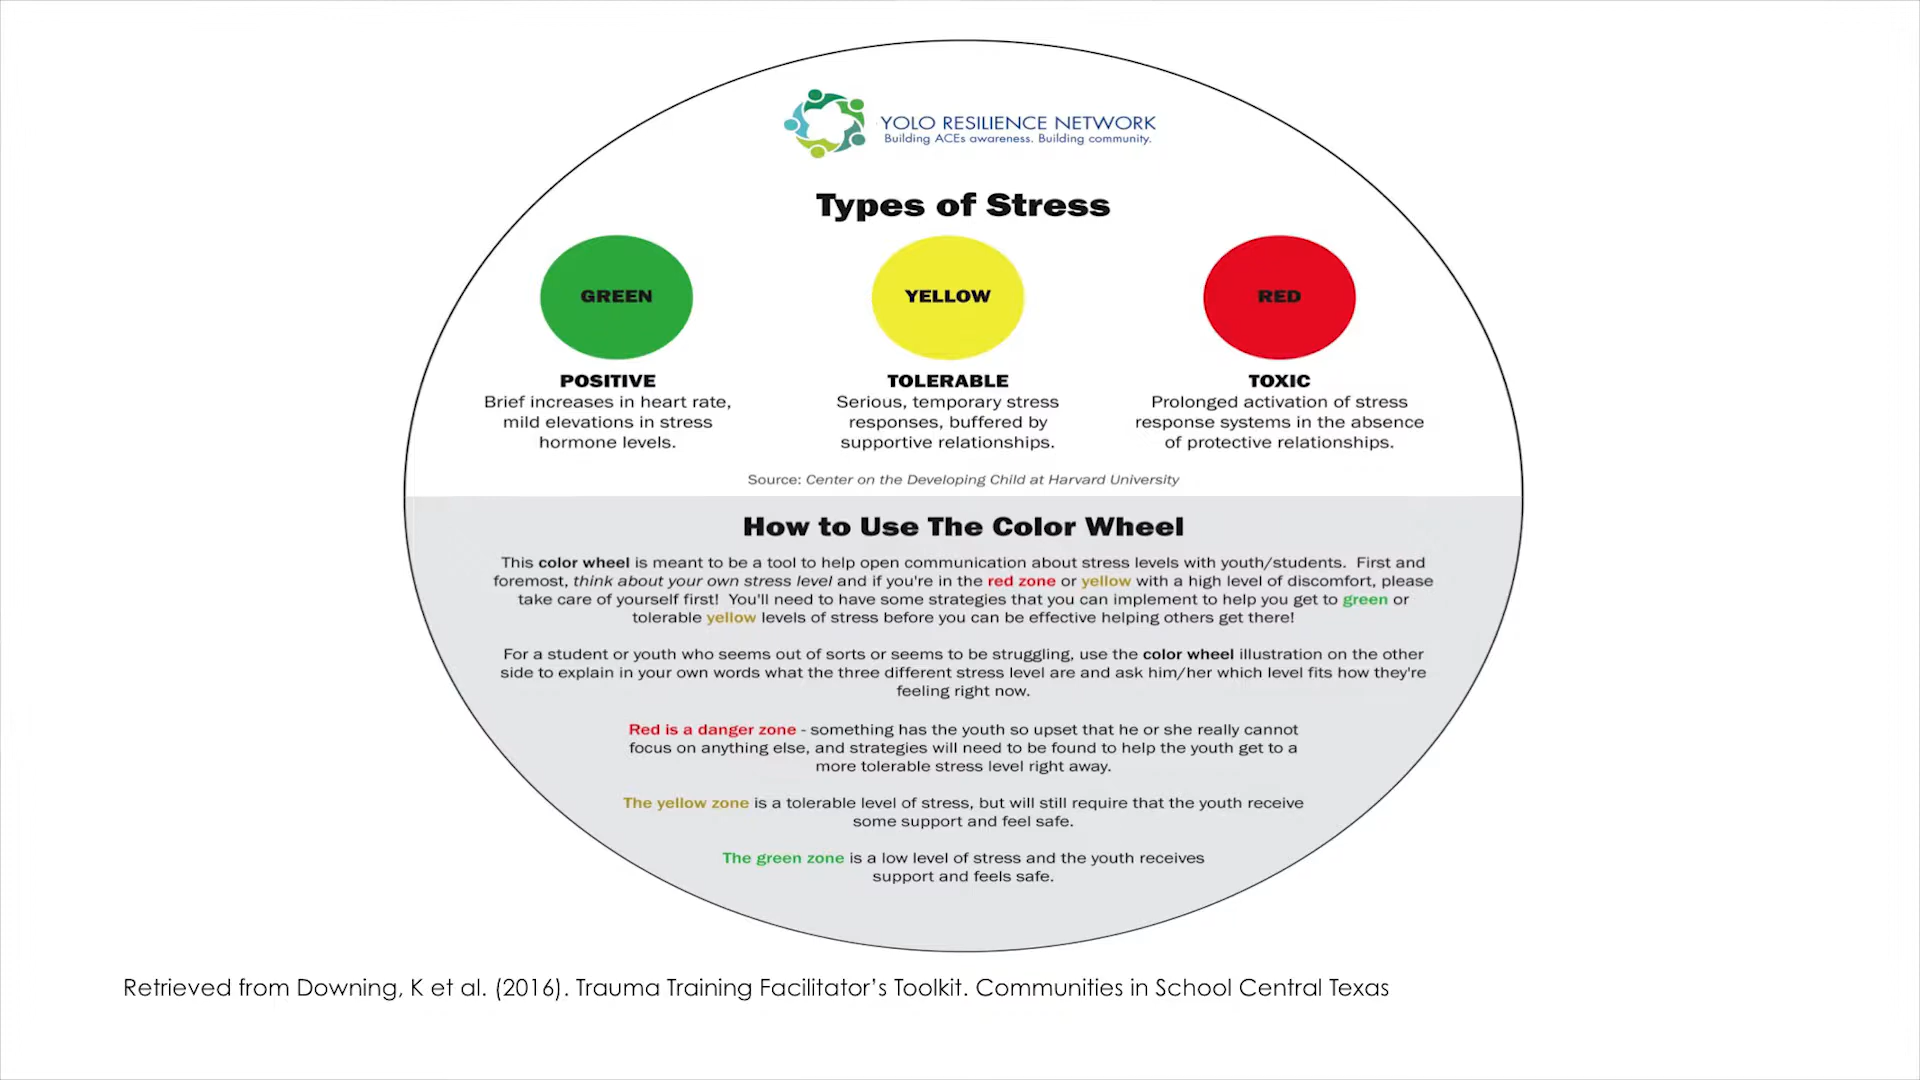 YOLO RESILIENCE NETWORK
Building ACEs awareness. Building community.
Types of Stress
GREEN
YELLOW
RED
POSITIVE
Brief increases in heart rate,
mild elevations in stress
hormone levels.
TOLERABLE
Serious, temporary stress
responses, buffered by
supportive relationships.
TOXIC
Prolonged activation of stress
response systems in the absence
of protective relationships.
Source: Center on the Developing Child at Harvard University
How to Use The Color Wheel
This color wheel is meant to be a tool to help open communication about stress levels with youth/students. First and
foremost, think about your own stress level and if you're in the red zone or yellow with a high level of discomfort, please
take care of yourself first! You'll need to have some strategies that you can implement to help you get to green or
tolerable yellow levels of stress before you can be effective helping others get there!
For a student or youth who seems out of sorts or seems to be struggling, use the color wheel illustration on the other
side to explain in your own words what the three different stress level are and ask him/her which level fits how they're
feeling right now.
Red is a danger zone - something has the youth so upset that he or she really cannot
focus on anything else, and strategies will need to be found to help the youth get to a
more tolerable stress level right away.
The yellow zone is a tolerable level of stress, but will still require that the youth receive
some support and feel safe.
The green zone is a low level of stress and the youth receives
support and feels safe.
Retrieved from Downing, K et al. (2016). Trauma Training Facilitator’s Toolkit. Communities in School Central Texas